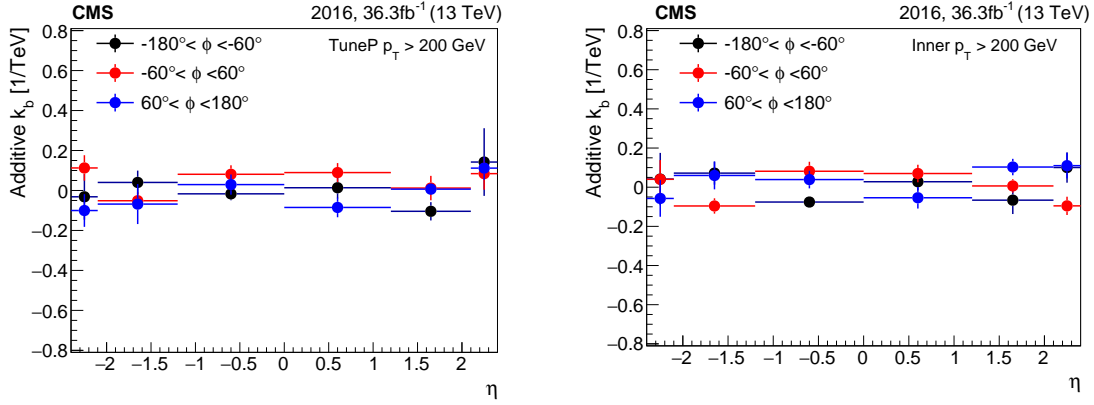 CMS 2016, 36.3fb-1 (13 TeV)
-180°< ϕ <-60° TuneP pT > 200 GeV
-60°< ϕ <60°
60°< ϕ <180°
Additive kb [1/TeV]
0.8
0.6
0.4
0.2
0
−0.2
−0.4
−0.6
−0.8
−2 −1.5 −1 −0.5 0 0.5 1 1.5 2
η
CMS 2016, 36.3fb-1 (13 TeV)
-180°< ϕ <-60° Inner pT > 200 GeV
-60°< ϕ <60°
60°< ϕ <180°
Additive kb [1/TeV]
0.8
0.6
0.4
0.2
0
−0.2
−0.4
−0.6
−0.8
−2 −1.5 −1 −0.5 0 0.5 1 1.5 2
η